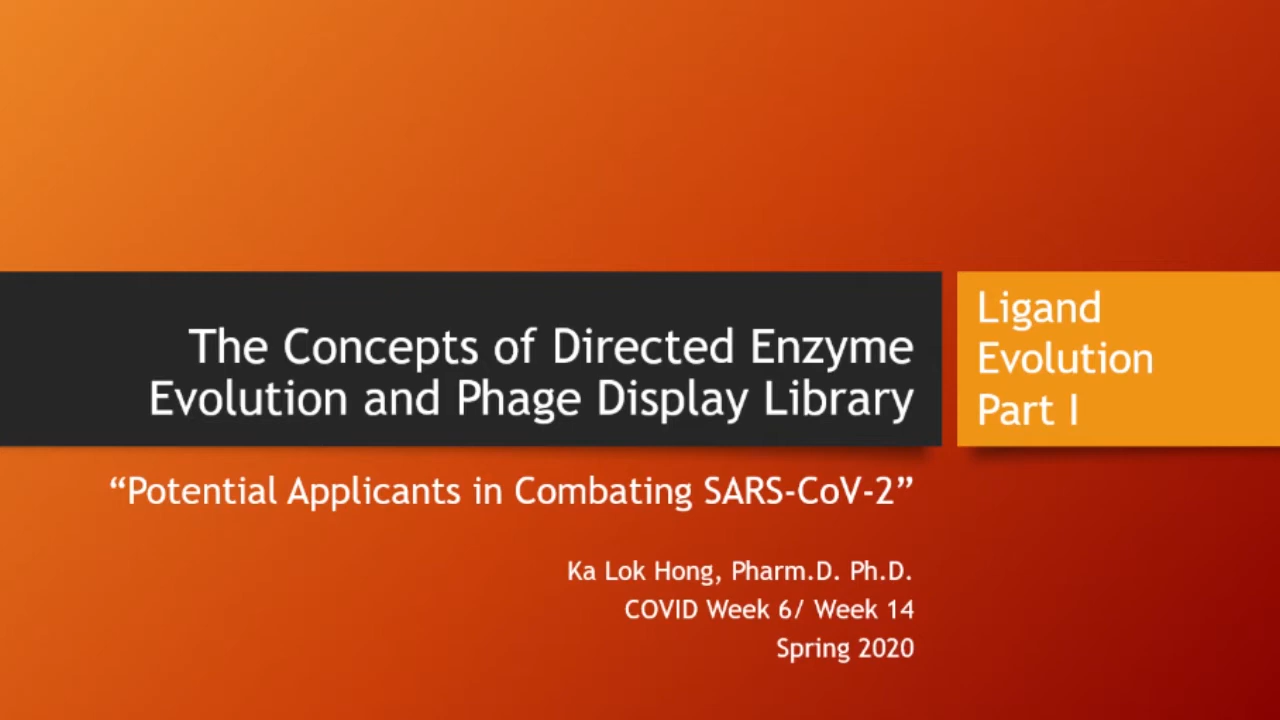 The Concepts of Directed Enzyme
Evolution and Phage Display Library
Ligand
Evolution
Part I
“Potential Applicants in Combating SARS-CoV-2”
Ka Lok Hong, Pharm.D. Ph.D.
COVID Week 6/ Week 14
Spring 2020